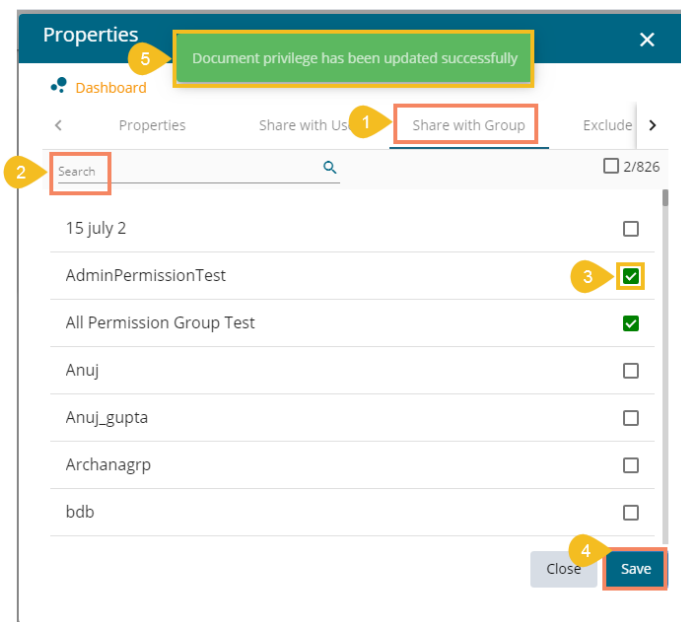 Properties
5
Document privilege has been updated successfully
Dashboard
Properties
Share with Us
1
Share with Group
Exclude
2
Search
2/826
15 july 2
AdminPermissionTest
3
All Permission Group Test
Anuj
Anuj_gupta
Archanagrp
bdb
4
Close
Save